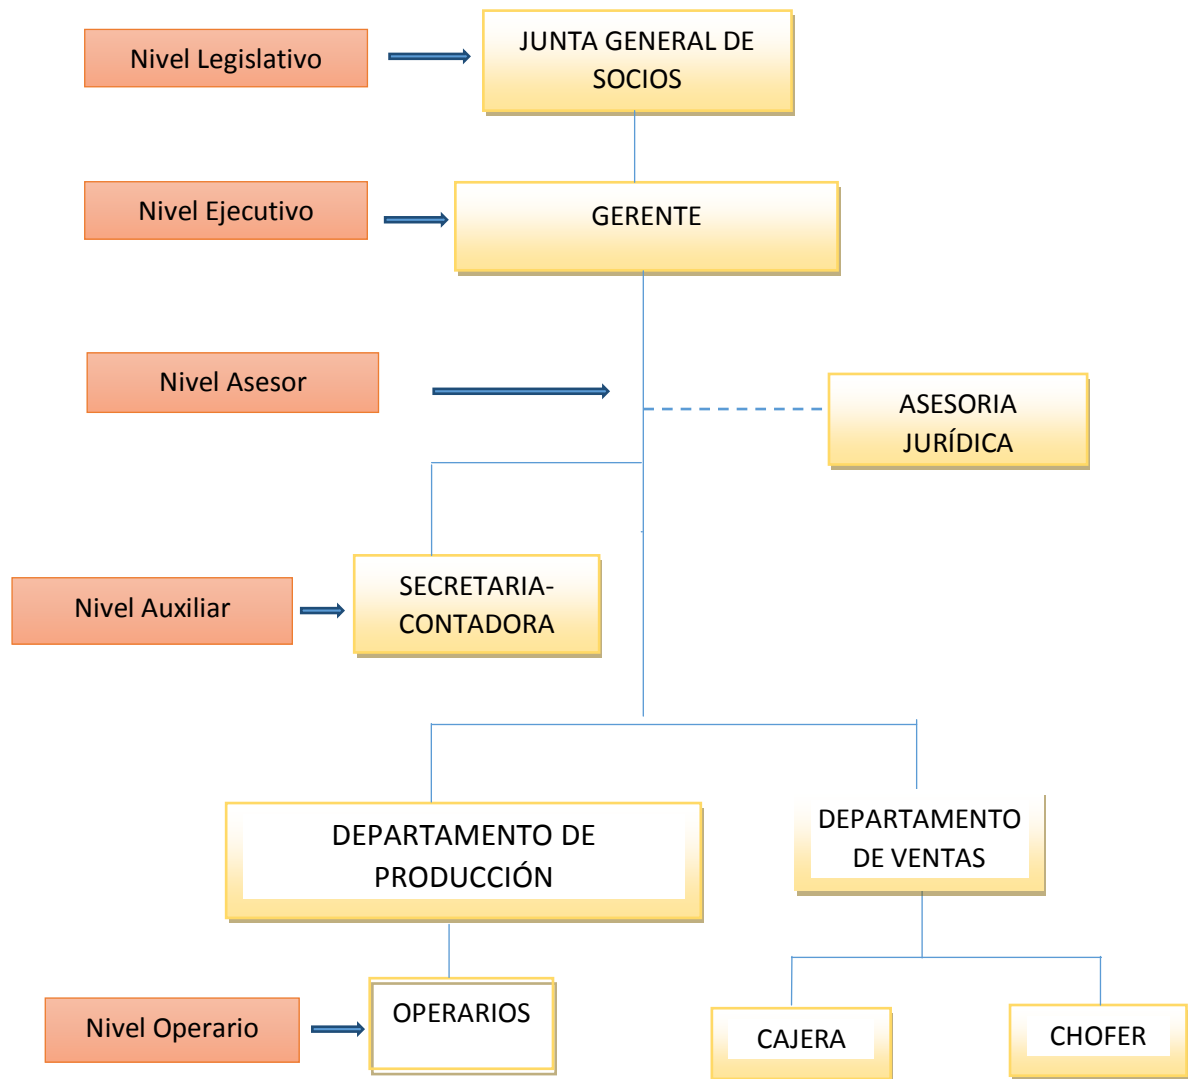 Nivel Legislativo
JUNTA GENERAL DE
SOCIOS
Nivel Ejecutivo
GERENTE
Nivel Asesor
ASESORIA
JURÍDICA
Nivel Auxiliar
SECRETARIA-
CONTADORA
DEPARTAMENTO DE
PRODUCCIÓN
DEPARTAMENTO
DE VENTAS
Nivel Operario
OPERARIOS
CAJERA
CHOFER